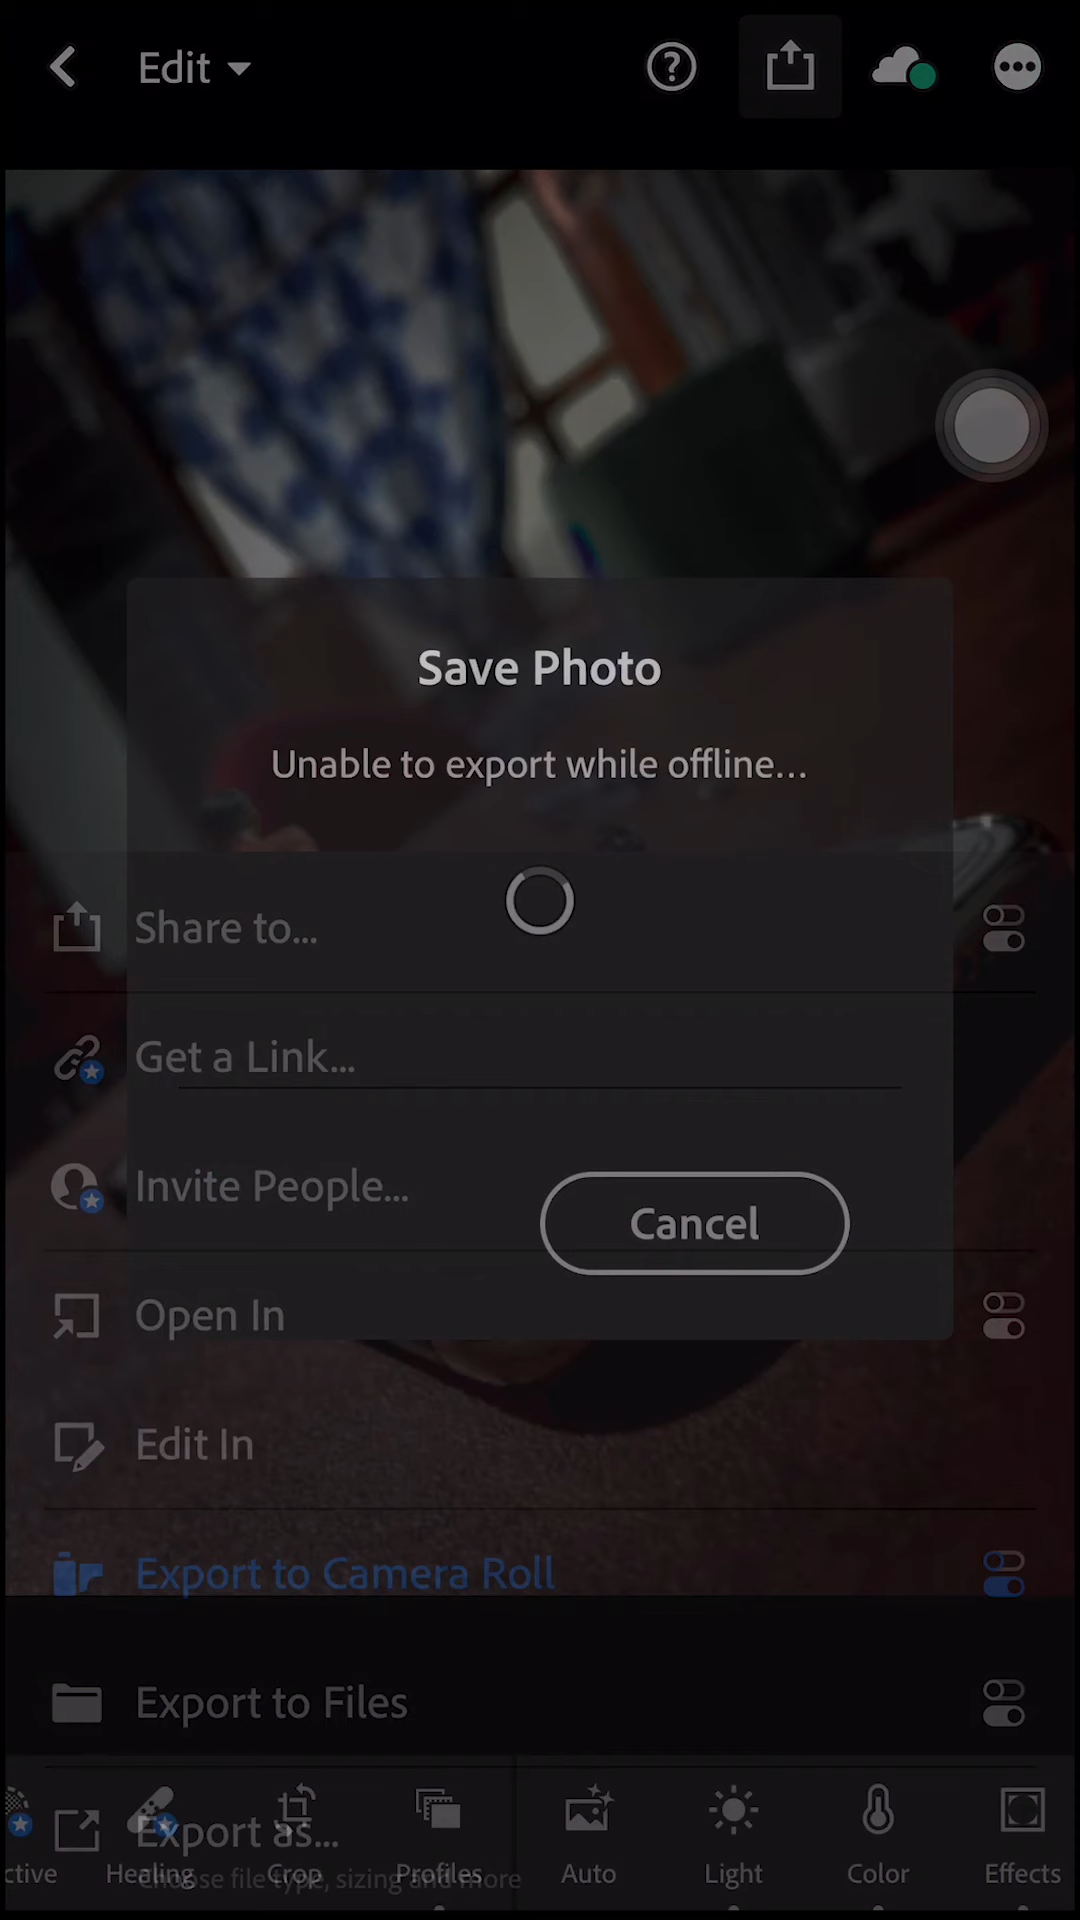 Edit
Save Photo
Unable to export while offline...
Share to...
Get a Link...
Invite People...
Cancel
Open In
Edit In
Export to Camera Roll
Export to Files
Export as...
Choose file type, sizing and more
ctive
Healing
Crop
Profiles
Auto
Light
Color
Effects